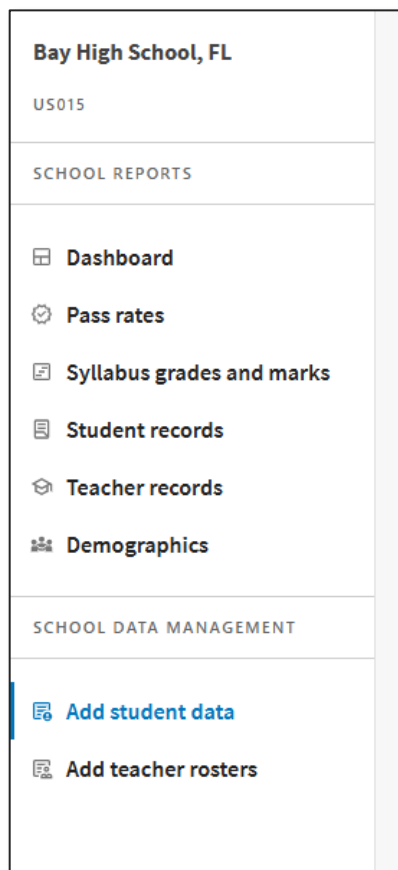 Bay High School, FL
US015
SCHOOL REPORTS
Dashboard
Pass rates
Syllabus grades and marks
Student records
Teacher records
Demographics
SCHOOL DATA MANAGEMENT
Add student data
Add teacher rosters